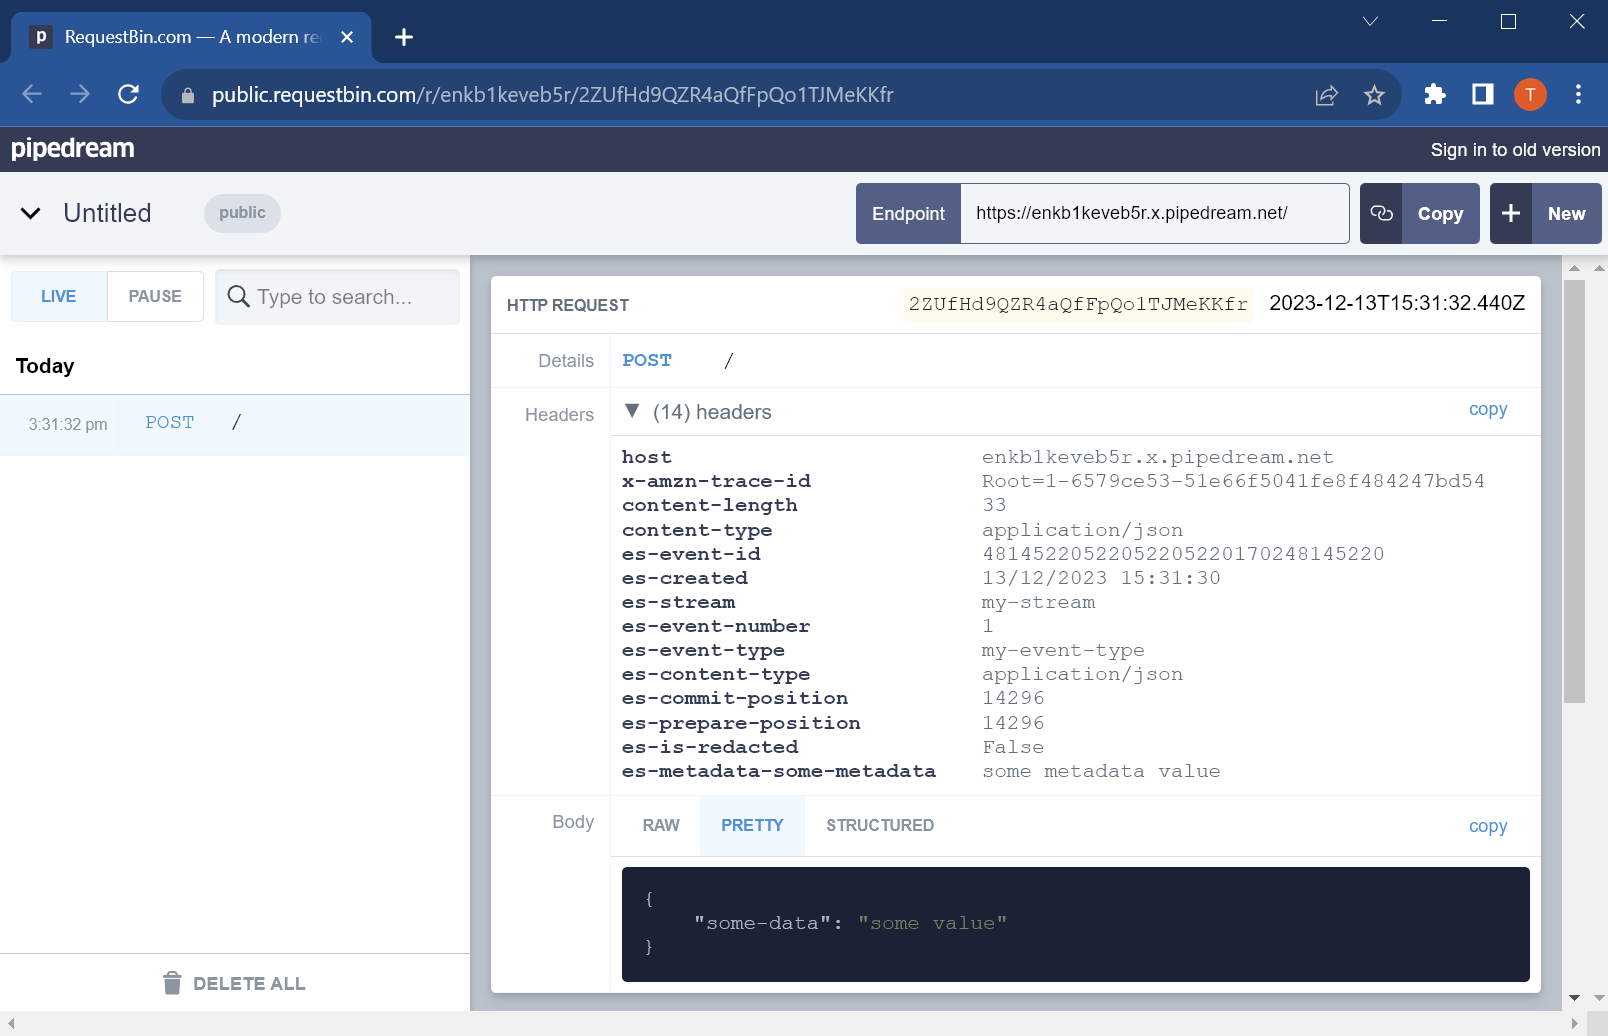 p RequestBin.com — A modern re
public.requestbin.com/r/enkb1keveb5r/2ZUfHd9QZR4aQfFpQo1TJMeKKfr
T
pipedream
Sign in to old version
Untitled
public
Endpoint https://enkb1keveb5r.x.pipedream.net/
Copy
New
LIVE PAUSE Type to search...
Today
3:31:32 pm POST /
DELETE ALL
HTTP REQUEST 2ZUfHd9QZR4aQfFpQo1TJMeKKfr 2023-12-13T15:31:32.440Z
Details POST /
Headers ▼ (14) headers copy
host enkb1keveb5r.x.pipedream.net
x-amzn-trace-id Root=1-6579ce53-51e66f5041fe8f484247bd54
content-length 33
content-type application/json
es-event-id 48145220522052205220170248145220
es-created 13/12/2023 15:31:30
es-stream my-stream
es-event-number 1
es-event-type my-event-type
es-content-type application/json
es-commit-position 14296
es-prepare-position 14296
es-is-redacted False
es-metadata-some-metadata some metadata value
Body RAW PRETTY STRUCTURED copy
{
"some-data": "some value"
}